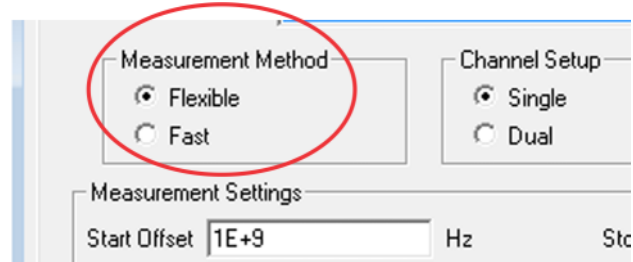 Measurement Method
Flexible
Fast
Channel Setup
Single
Dual
Measurement Settings
Start Offset 1E+9 Hz